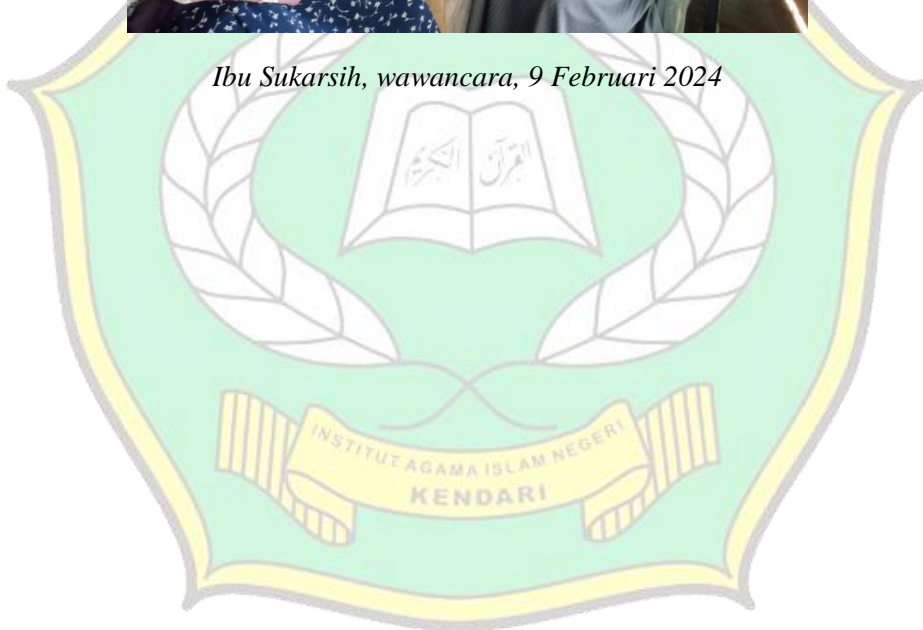 Ibu Sukarsih, wawancara, 9 Februari 2024
القرآن الكريم
INSTITUT AGAMA ISLAM NEGERI
KENDARI